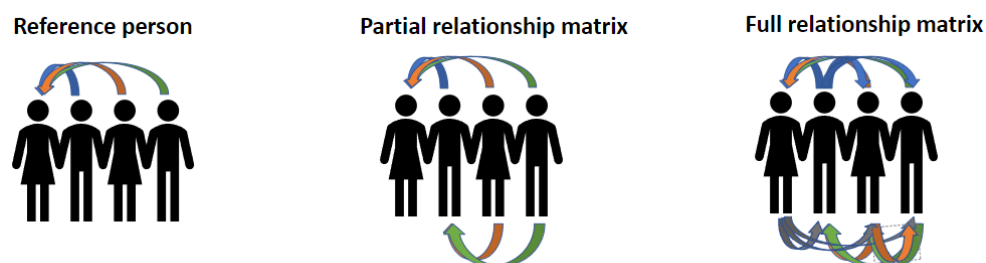 Reference person
Partial relationship matrix
Full relationship matrix